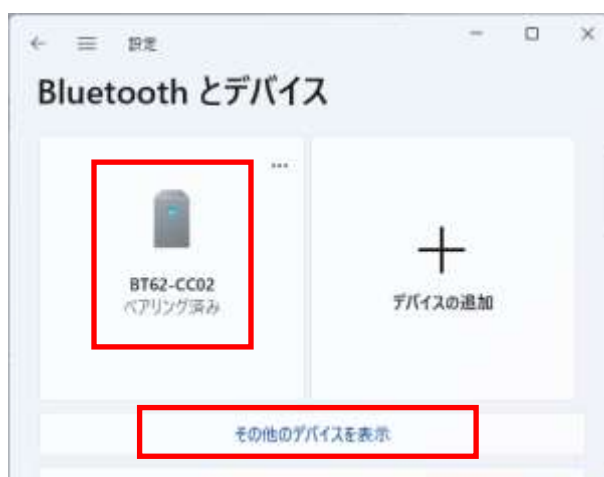 設定
Bluetooth とデバイス
BT62-CC02
ペアリング済み
デバイスの追加
その他のデバイスを表示